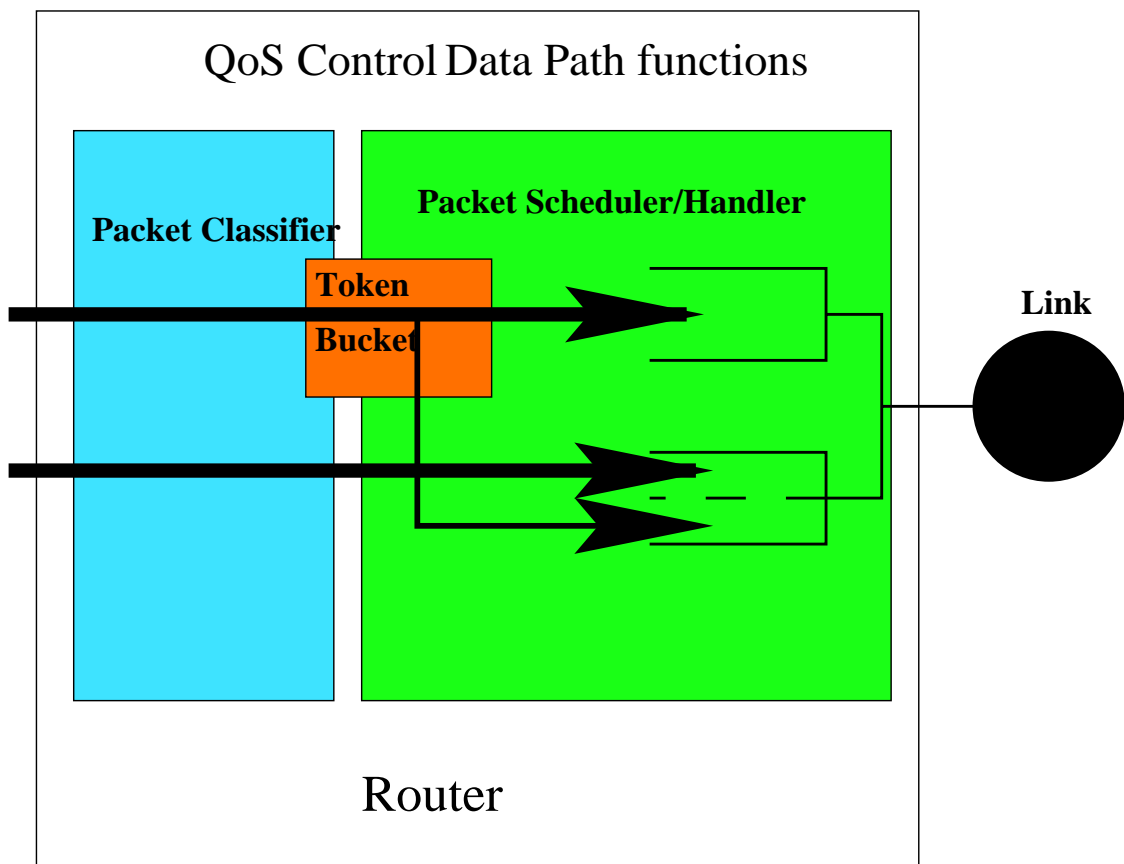 QoS Control Data Path functions
Packet Scheduler/Handler
Packet Classifier
Token
Bucket
Link
Router